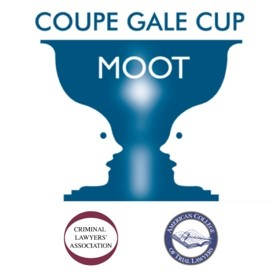 COUPE GALE CUP
MOOT
CRIMINAL
LAWYERS'
ASSOCIATION
AMERICAN COLLEGE
OF TRIAL LAWYERS